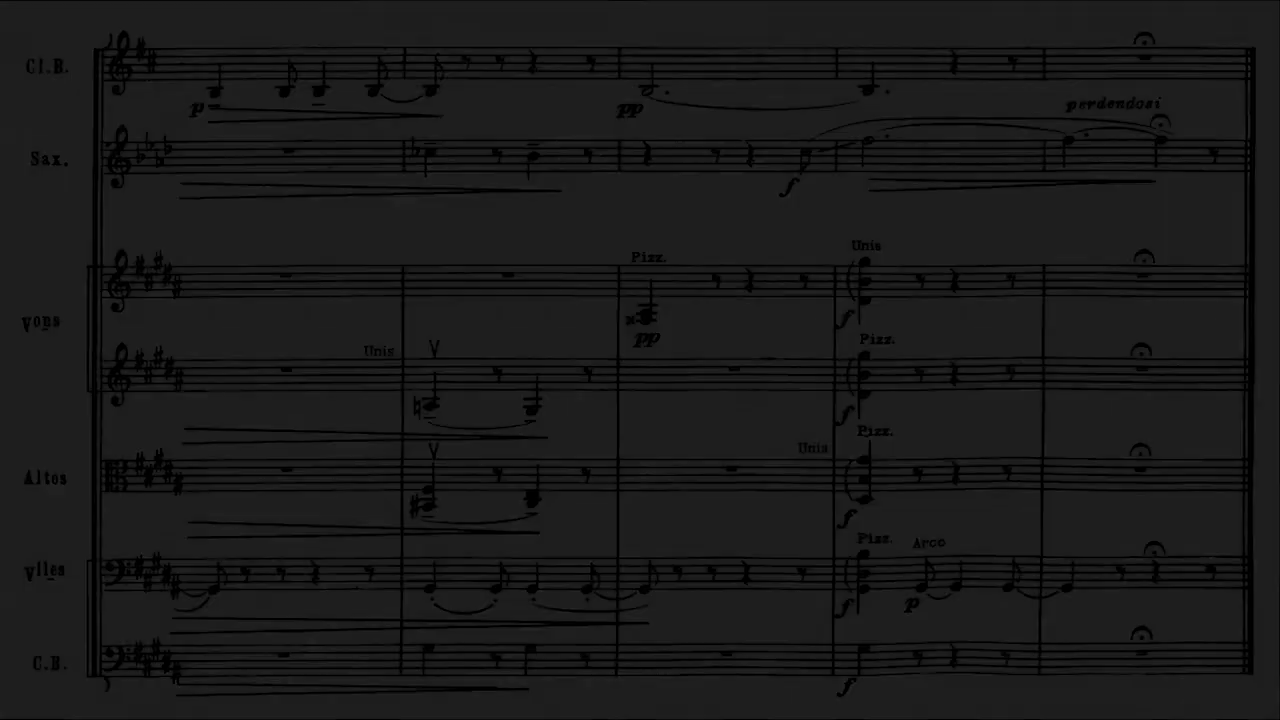 Cl.B.
p
pp
perdendosi
Sax.
f
Unis
Pizz.
Vons
f
pp
Pizz.
Unis
f
Pizz.
Unis
Altos
f
Pizz. Arco
Vlles
f p
C.B.
f